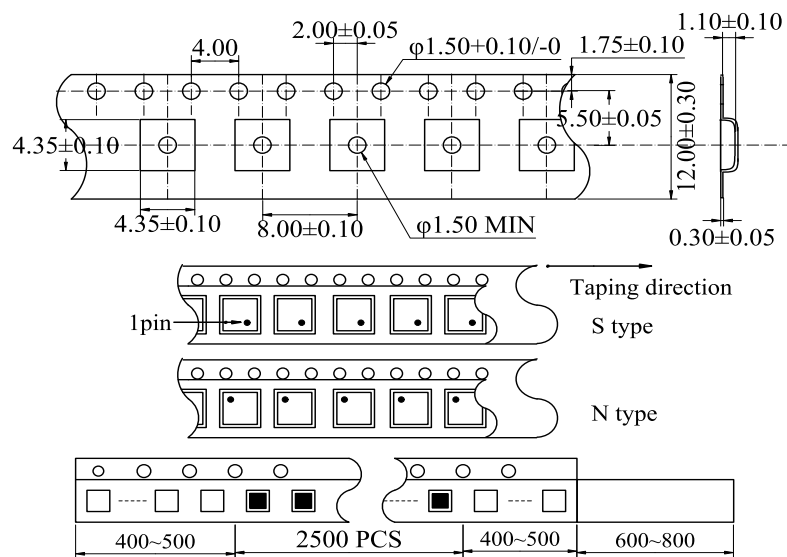 2.00±0.05
1.10±0.10
4.00
φ1.50+0.10/-0
1.75±0.10
4.35±0.10
5.50±0.05
12.00±0.30
4.35±0.10
8.00±0.10
φ1.50 MIN
0.30±0.05
Taping direction
1pin
S type
N type
400~500
2500 PCS
400~500
600~800